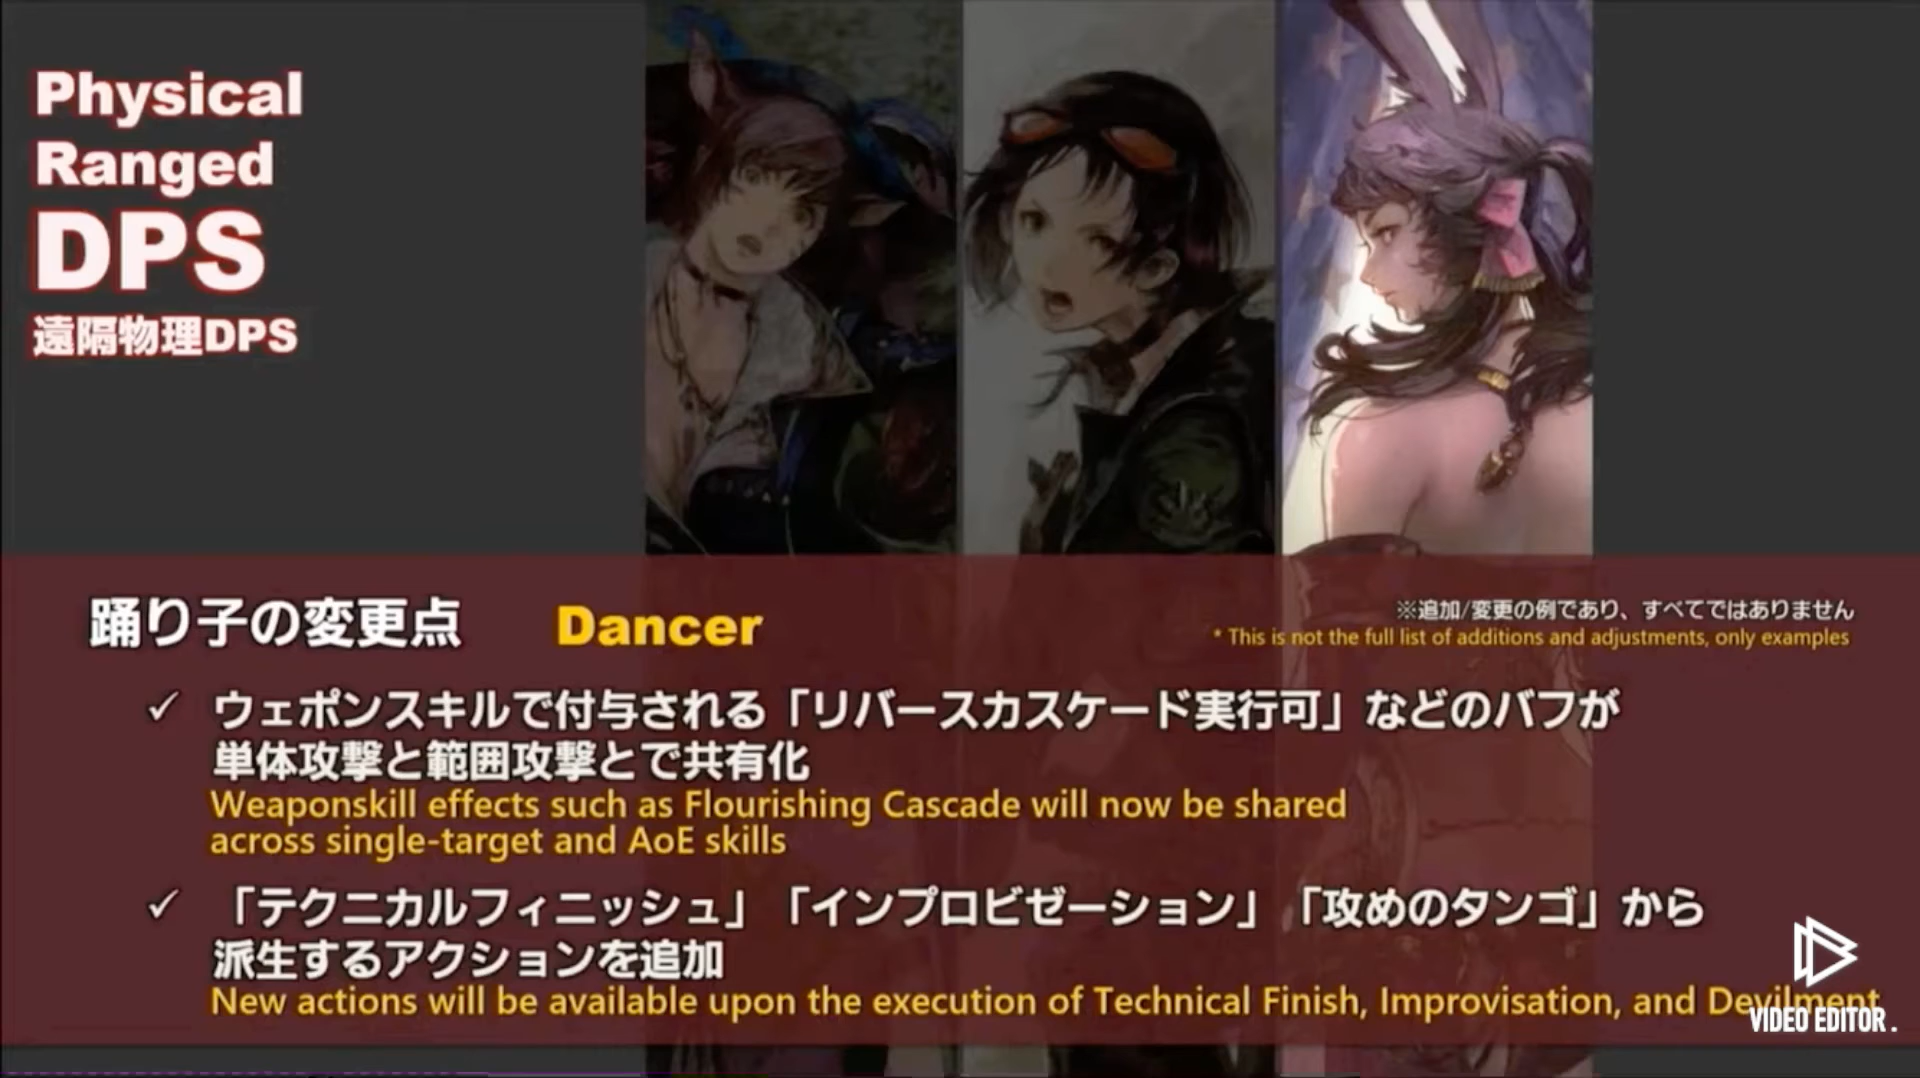 Physical
Ranged
DPS
遠隔物理DPS
踊り子の変更点 Dancer
※追加/変更の例であり、すべてではありません
* This is not the full list of additions and adjustments, only examples
✓ ウェポンスキルで付与される「リバースカスケード実行可」などのバフが
単体攻撃と範囲攻撃とで共有化
Weaponskill effects such as Flourishing Cascade will now be shared
across single-target and AoE skills
✓ 「テクニカルフィニッシュ」「インプロビゼーション」「攻めのタンゴ」から
派生するアクションを追加
New actions will be available upon the execution of Technical Finish, Improvisation, and Devilment
VIDEO EDITOR.